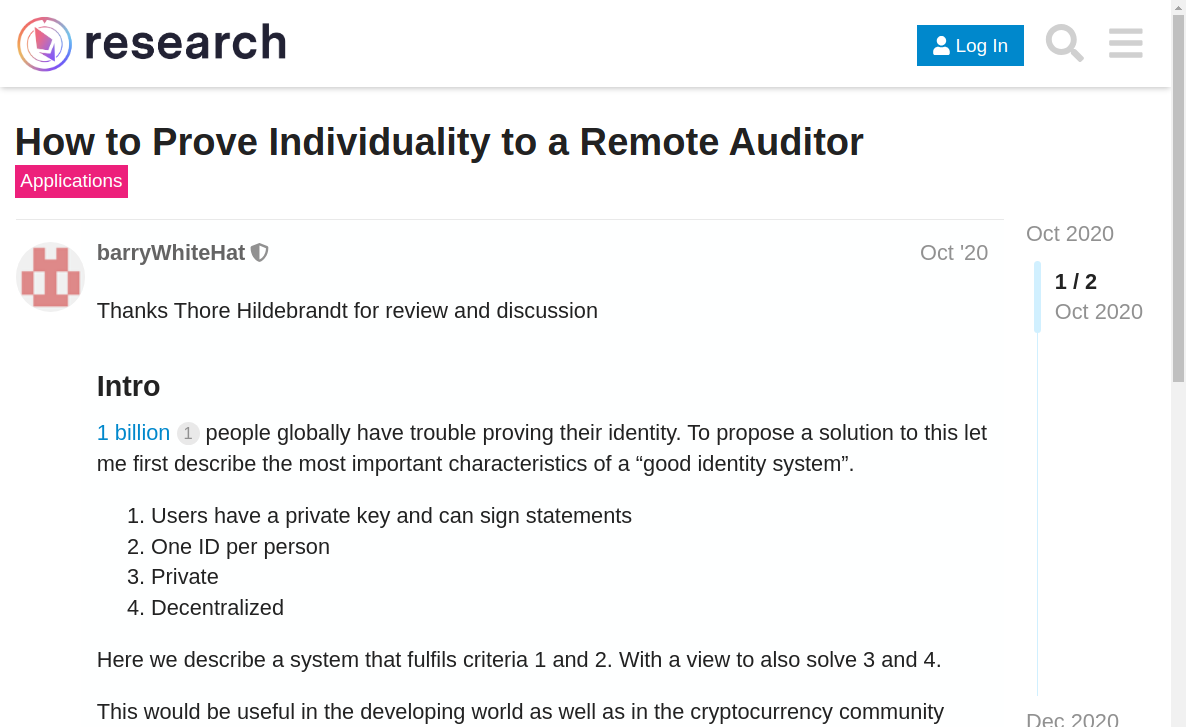 research
Log In
How to Prove Individuality to a Remote Auditor
Applications
barryWhiteHat
Oct '20
Oct 2020
1 / 2
Oct 2020
Thanks Thore Hildebrandt for review and discussion
Intro
1 billion 1 people globally have trouble proving their identity. To propose a solution to this let
me first describe the most important characteristics of a “good identity system”.
1. Users have a private key and can sign statements
2. One ID per person
3. Private
4. Decentralized
Here we describe a system that fulfils criteria 1 and 2. With a view to also solve 3 and 4.
This would be useful in the developing world as well as in the cryptocurrency community
Dec 2020